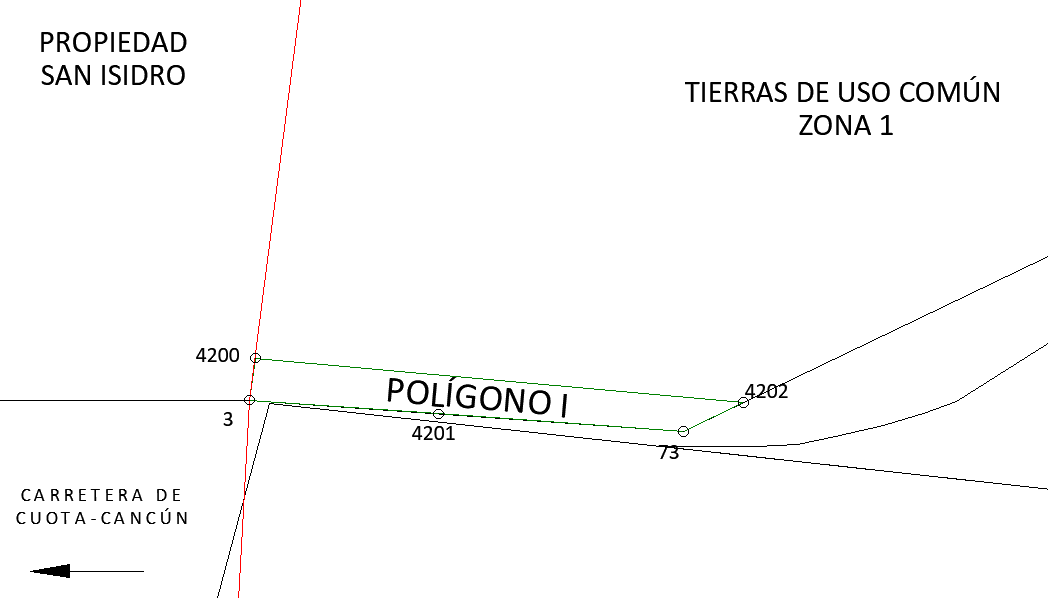 PROPIEDAD
SAN ISIDRO
TIERRAS DE USO COMÚN
ZONA 1
4200
POLÍGONO I
4202
3
4201
73
CARRETERA DE
CUOTA-CANCÚN